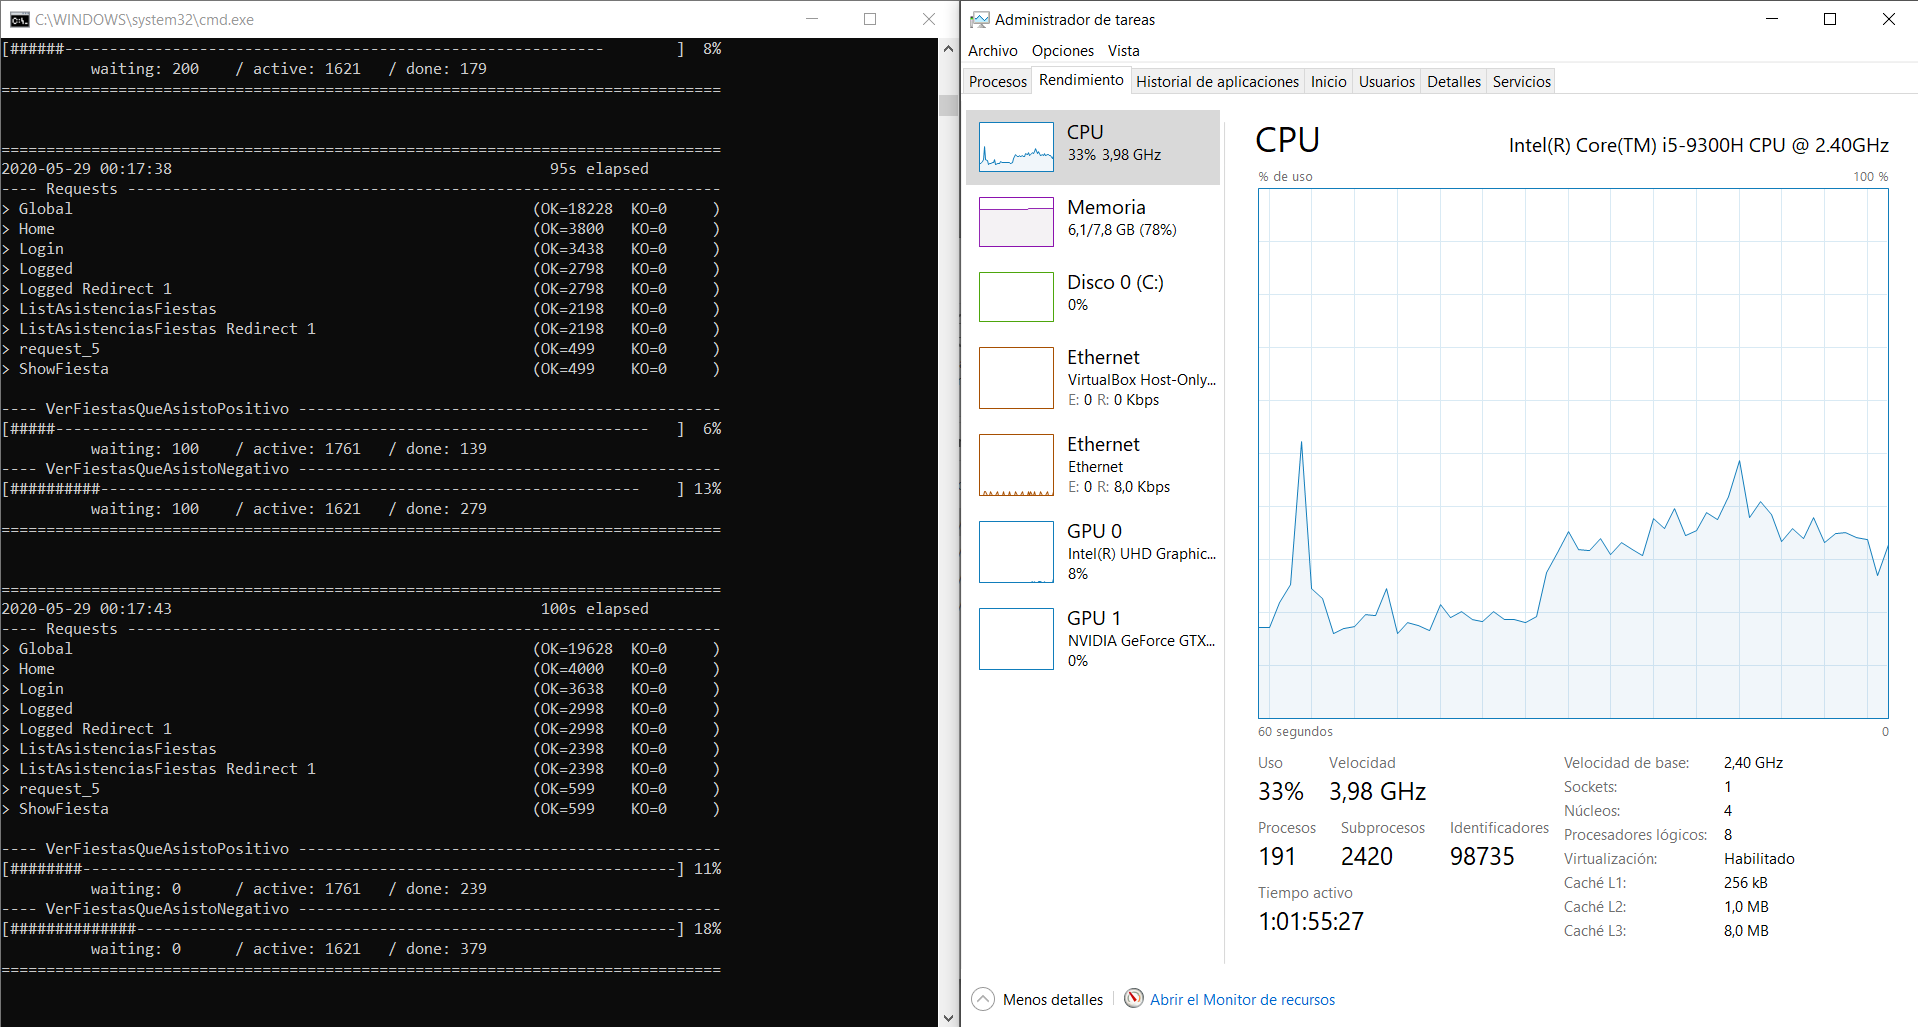 C:\WINDOWS\system32\cmd.exe
[######------------------------------------------------------------        ]  8%
          waiting: 200    / active: 1621   / done: 179
================================================================================
================================================================================
2020-05-29 00:17:38                                          95s elapsed
---- Requests ------------------------------------------------------------------
> Global                                                   (OK=18228  KO=0     )
> Home                                                     (OK=3800   KO=0     )
> Login                                                    (OK=3438   KO=0     )
> Logged                                                   (OK=2798   KO=0     )
> Logged Redirect 1                                        (OK=2798   KO=0     )
> ListAsistenciasFiestas                                   (OK=2198   KO=0     )
> ListAsistenciasFiestas Redirect 1                        (OK=2198   KO=0     )
> request_5                                                (OK=499    KO=0     )
> ShowFiesta                                               (OK=499    KO=0     )
---- VerFiestasQueAsistoPositivo -----------------------------------------------
[#####------------------------------------------------------------------   ]  6%
          waiting: 100    / active: 1761   / done: 139
---- VerFiestasQueAsistoNegativo -----------------------------------------------
[##########------------------------------------------------------------    ] 13%
          waiting: 100    / active: 1621   / done: 279
================================================================================
================================================================================
2020-05-29 00:17:43                                         100s elapsed
---- Requests ------------------------------------------------------------------
> Global                                                   (OK=19628  KO=0     )
> Home                                                     (OK=4000   KO=0     )
> Login                                                    (OK=3638   KO=0     )
> Logged                                                   (OK=2998   KO=0     )
> Logged Redirect 1                                        (OK=2998   KO=0     )
> ListAsistenciasFiestas                                   (OK=2398   KO=0     )
> ListAsistenciasFiestas Redirect 1                        (OK=2398   KO=0     )
> request_5                                                (OK=599    KO=0     )
> ShowFiesta                                               (OK=599    KO=0     )
---- VerFiestasQueAsistoPositivo -----------------------------------------------
[########------------------------------------------------------------------] 11%
          waiting: 0      / active: 1761   / done: 239
---- VerFiestasQueAsistoNegativo -----------------------------------------------
[##############------------------------------------------------------------] 18%
          waiting: 0      / active: 1621   / done: 379
================================================================================
Administrador de tareas
Archivo Opciones Vista
Procesos Rendimiento Historial de aplicaciones Inicio Usuarios Detalles Servicios
CPU
33% 3,98 GHz
Memoria
6,1/7,8 GB (78%)
Disco 0 (C:)
0%
Ethernet
VirtualBox Host-Only...
E: 0 R: 0 Kbps
Ethernet
Ethernet
E: 0 R: 8,0 Kbps
GPU 0
Intel(R) UHD Graphic...
8%
GPU 1
NVIDIA GeForce GTX...
0%
CPU
Intel(R) Core(TM) i5-9300H CPU @ 2.40GHz
% de uso 100 %
60 segundos 0
Uso Velocidad
33% 3,98 GHz
Procesos Subprocesos Identificadores
191 2420 98735
Tiempo activo
1:01:55:27
Velocidad de base: 2,40 GHz
Sockets: 1
Núcleos: 4
Procesadores lógicos: 8
Virtualización: Habilitado
Caché L1: 256 kB
Caché L2: 1,0 MB
Caché L3: 8,0 MB
Menos detalles Abrir el Monitor de recursos